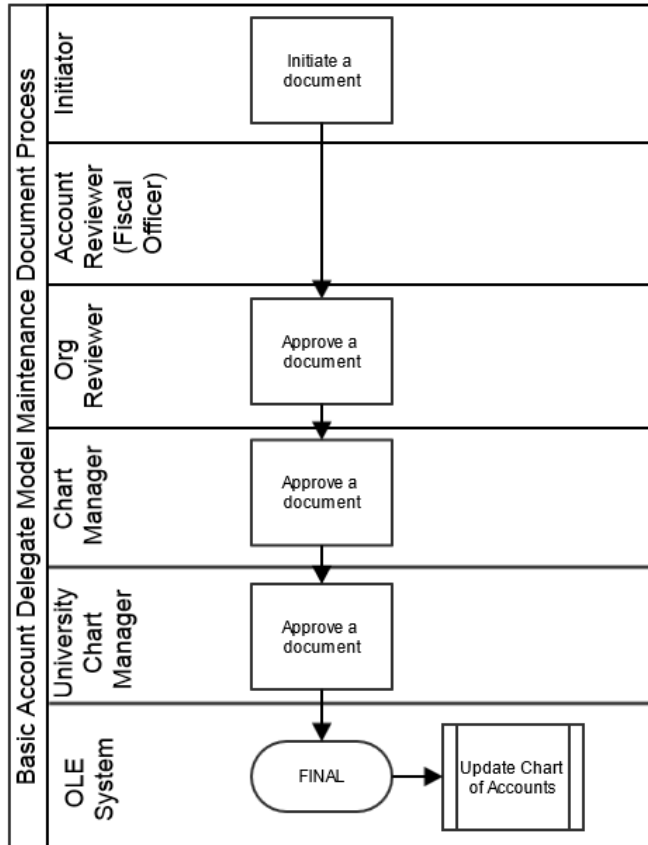 Basic Account Delegate Model Maintenance Document Process
Initiator
Initiate a
document
Account
Reviewer
(Fiscal
Officer)
Org
Reviewer
Approve a
document
Chart
Manager
Approve a
document
University
Chart
Manager
Approve a
document
OLE
System
FINAL
Update Chart
of Accounts